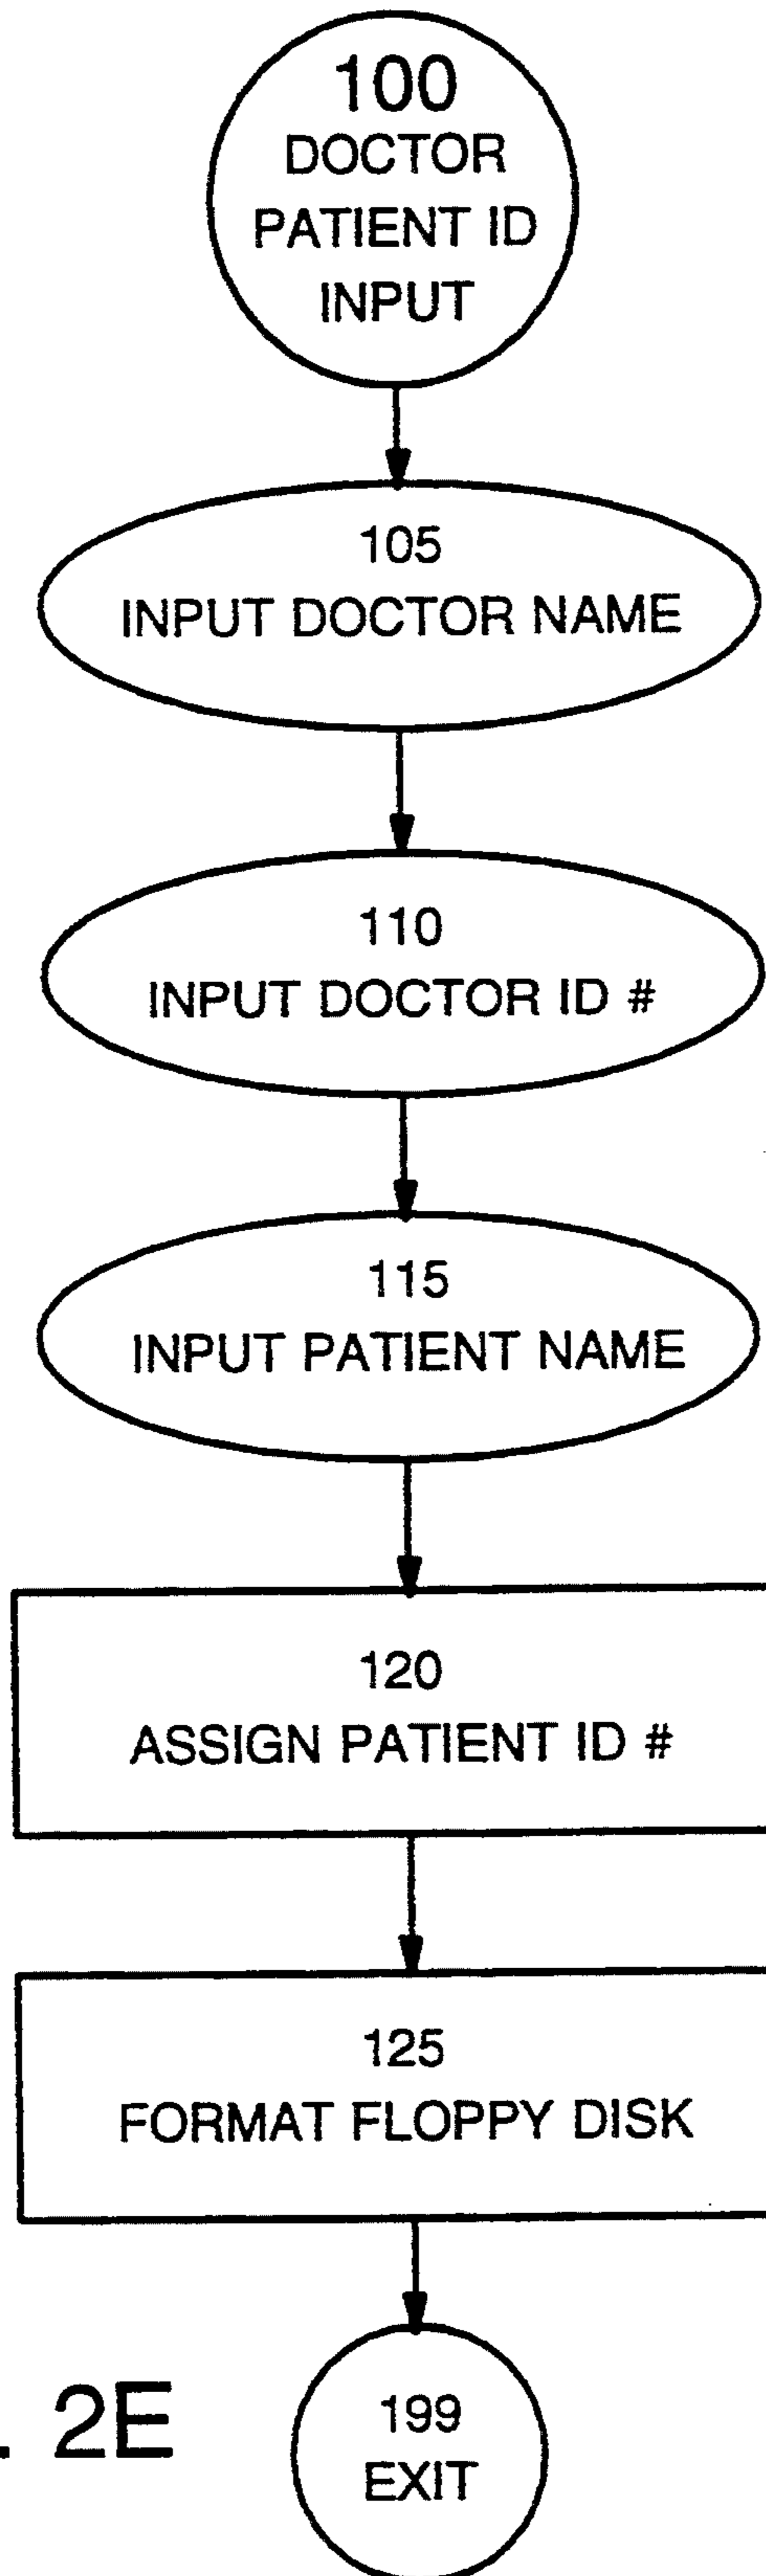 100
DOCTOR
PATIENT ID
INPUT
105
INPUT DOCTOR NAME
110
INPUT DOCTOR ID #
115
INPUT PATIENT NAME
120
ASSIGN PATIENT ID #
125
FORMAT FLOPPY DISK
199
EXIT
. 2E